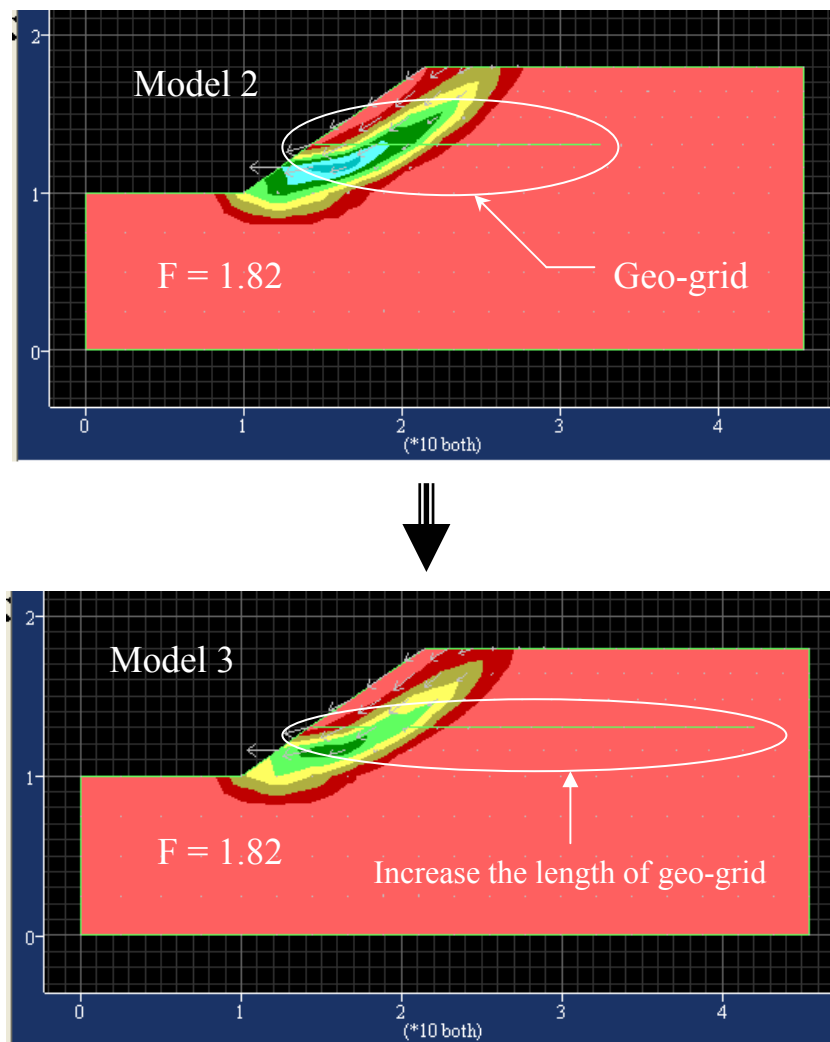 2
Model 2
1
F = 1.82
Geo-grid
0
0 1 2 3 4
(*10 both)
2
Model 3
1
F = 1.82
Increase the length of geo-grid
0
0 1 2 3 4
(*10 both)